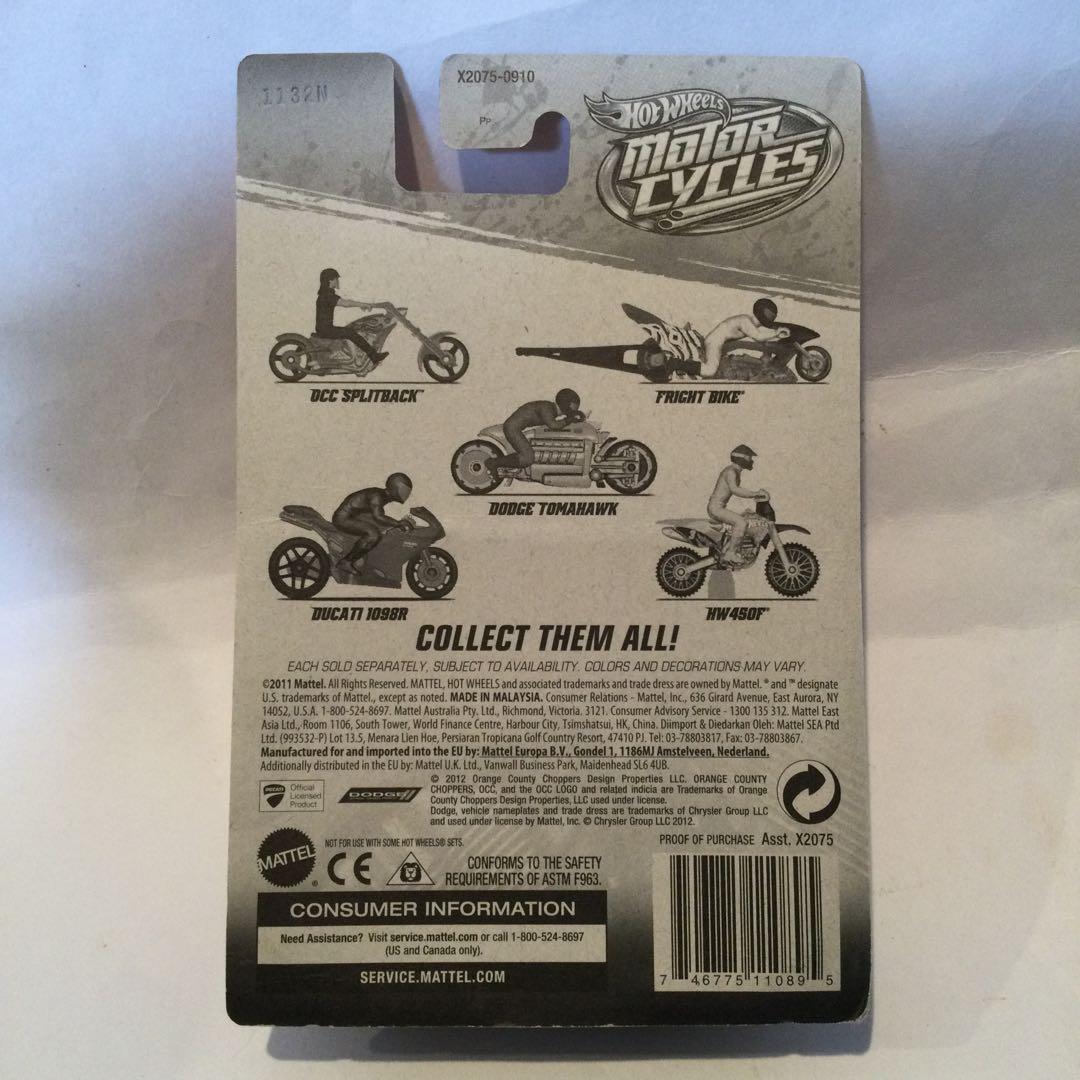 1132N
X2075-0910
Pp
HOT WHEELS
MOTOR
CYCLES
OCC SPLITBACK™
FRIGHT BIKE™
DODGE TOMAHAWK
DUCATI 1098R
HW450F™
COLLECT THEM ALL!
EACH SOLD SEPARATELY, SUBJECT TO AVAILABILITY. COLORS AND DECORATIONS MAY VARY.
©2011 Mattel. All Rights Reserved. MATTEL, HOT WHEELS and associated trademarks and trade dress are owned by Mattel. ® and ™ designate
U.S. trademarks of Mattel., except as noted. MADE IN MALAYSIA. Consumer Relations - Mattel, Inc., 636 Girard Avenue, East Aurora, NY
14052, U.S.A. 1-800-524-8697. Mattel Australia Pty. Ltd., Richmond, Victoria. 3121. Consumer Advisory Service - 1300 135 312. Mattel East
Asia Ltd., Room 1106, South Tower, World Finance Centre, Harbour City, Tsimshatsui, HK, China. Diimport & Diedarkan Oleh: Mattel SEA Ptd
Ltd. (993532-P) Lot 13.5, Menara Lien Hoe, Persiaran Tropicana Golf Country Resort, 47410 PJ. Tel: 03-78803817, Fax: 03-78803867.
Manufactured for and imported into the EU by: Mattel Europa B.V., Gondel 1, 1186MJ Amstelveen, Nederland.
Additionally distributed in the EU by: Mattel U.K. Ltd., Vanwall Business Park, Maidenhead SL6 4UB.
DUCATI
Official
Licensed
Product
DODGE
© 2012 Orange County Choppers Design Properties LLC. ORANGE COUNTY
CHOPPERS, OCC, and the OCC LOGO and related indicia are Trademarks of Orange
County Choppers Design Properties, LLC used under license.
Dodge, vehicle nameplates and trade dress are trademarks of Chrysler Group LLC
and used under license by Mattel, Inc. © Chrysler Group LLC 2012.
PROOF OF PURCHASE Asst. X2075
MATTEL®
NOT FOR USE WITH SOME HOT WHEELS® SETS.
CE
CONFORMS TO THE SAFETY
REQUIREMENTS OF ASTM F963.
CONSUMER INFORMATION
Need Assistance? Visit service.mattel.com or call 1-800-524-8697
(US and Canada only).
SERVICE.MATTEL.COM
7 46775 11089 5